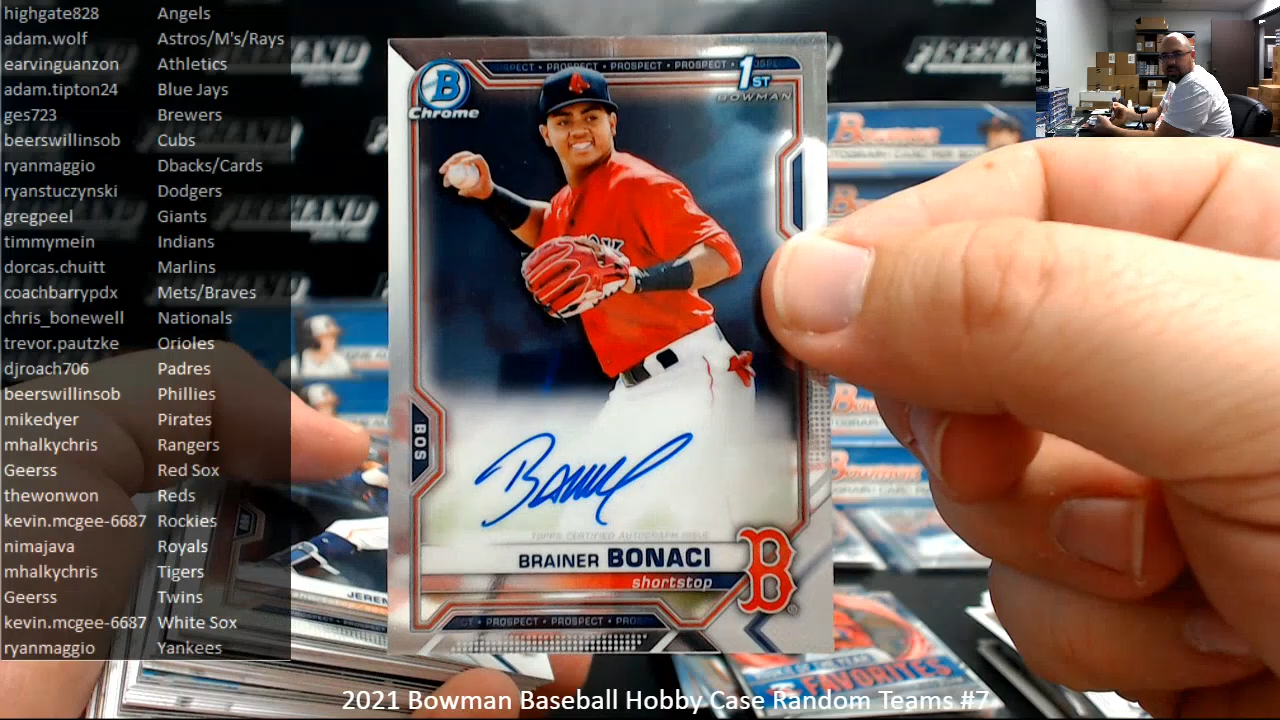 highgate828 Angels
adam.wolf Astros/M's/Rays
earvinguanzon Athletics
adam.tipton24 Blue Jays
ges723 Brewers
beerswillinsob Cubs
ryanmaggio Dbacks/Cards
ryanstuczynski Dodgers
gregpeel Giants
timmymein Indians
dorcas.chuitt Marlins
coachbarrypdx Mets/Braves
chris_bonewell Nationals
trevor.pautzke Orioles
djroach706 Padres
beerswillinsob Phillies
mikedyer Pirates
mhalkychris Rangers
Geerss Red Sox
thewonwon Reds
kevin.mcgee-6687 Rockies
nimajava Royals
mhalkychris Tigers
Geerss Twins
kevin.mcgee-6687 White Sox
ryanmaggio Yankees
PROSPECT • PROSPECT • PROSPECT
B
Chrome
1ST
BOWMAN
BOS
TOPPS CERTIFIED AUTOGRAPH ISSUE
BRAINER BONACI
shortstop
B
PROSPECT • PROSPECT
FAVORITES
2021 Bowman Baseball Hobby Case Random Teams #7